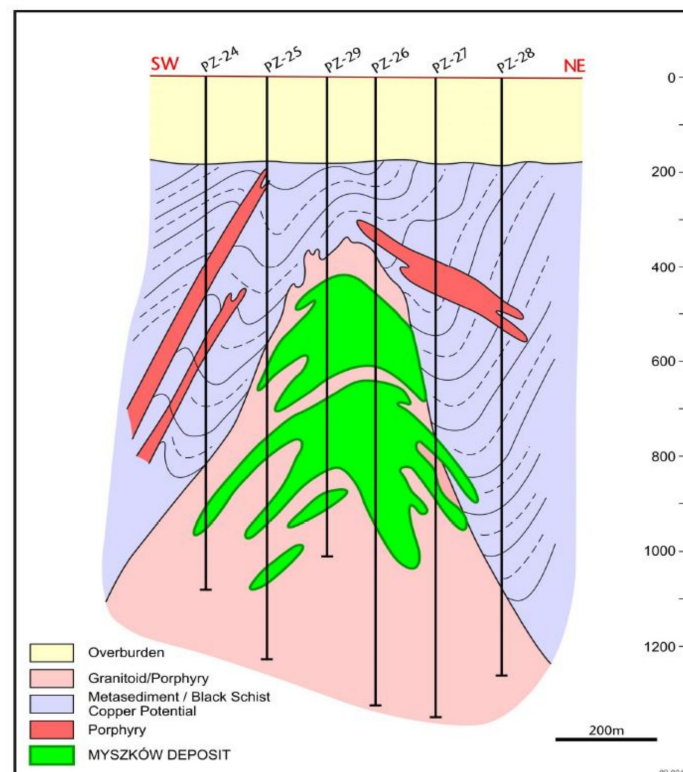 SW PZ-24 PZ-25 PZ-29 PZ-26 PZ-27 PZ-28 NE
0
200
400
600
800
1000
1200
Overburden
Granitoid/Porphyry
Metasediment / Black Schist
Copper Potential
Porphyry
MYSZKÓW DEPOSIT
200m